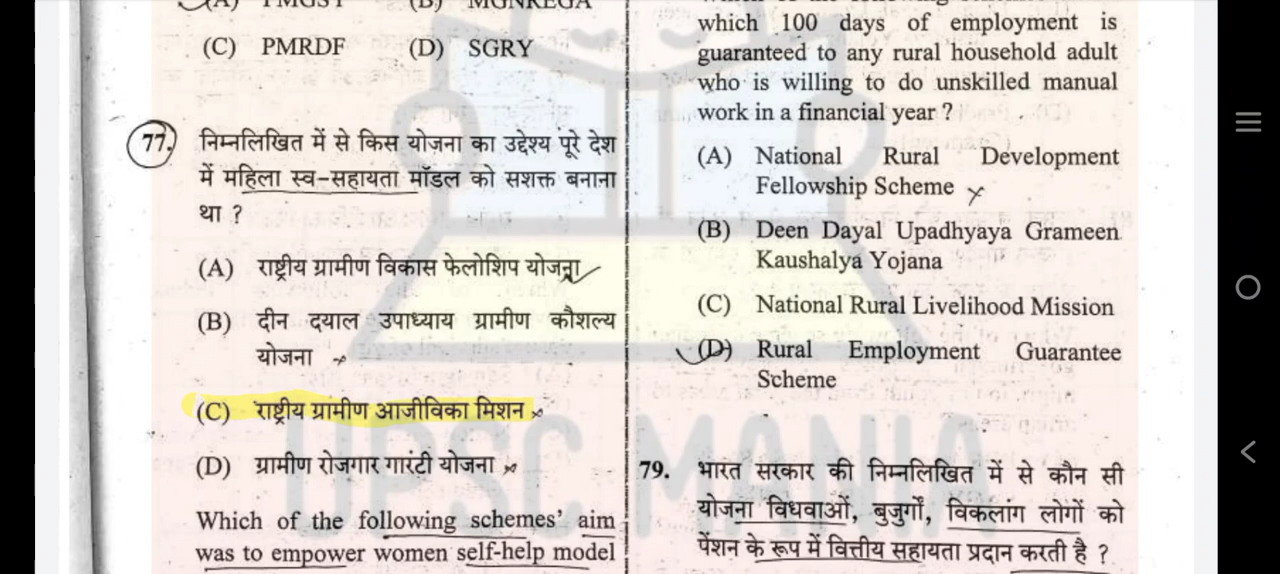 (A) PMGSY (B) MGNREGA
(C) PMRDF (D) SGRY
77. निम्नलिखित में से किस योजना का उद्देश्य पूरे देश
में महिला स्व-सहायता मॉडल को सशक्त बनाना
था ?
(A) राष्ट्रीय ग्रामीण विकास फेलोशिप योजना
(B) दीन दयाल उपाध्याय ग्रामीण कौशल्य
योजना
(C) राष्ट्रीय ग्रामीण आजीविका मिशन
(D) ग्रामीण रोजगार गारंटी योजना
Which of the following schemes' aim
was to empower women self-help model
which 100 days of employment is
guaranteed to any rural household adult
who is willing to do unskilled manual
work in a financial year ?
(A) National Rural Development
Fellowship Scheme
(B) Deen Dayal Upadhyaya Grameen
Kaushalya Yojana
(C) National Rural Livelihood Mission
(D) Rural Employment Guarantee
Scheme
79. भारत सरकार की निम्नलिखित में से कौन सी
योजना विधवाओं, बुजुर्गों, विकलांग लोगों को
पेंशन के रूप में वित्तीय सहायता प्रदान करती है ?
UPSC MANIA